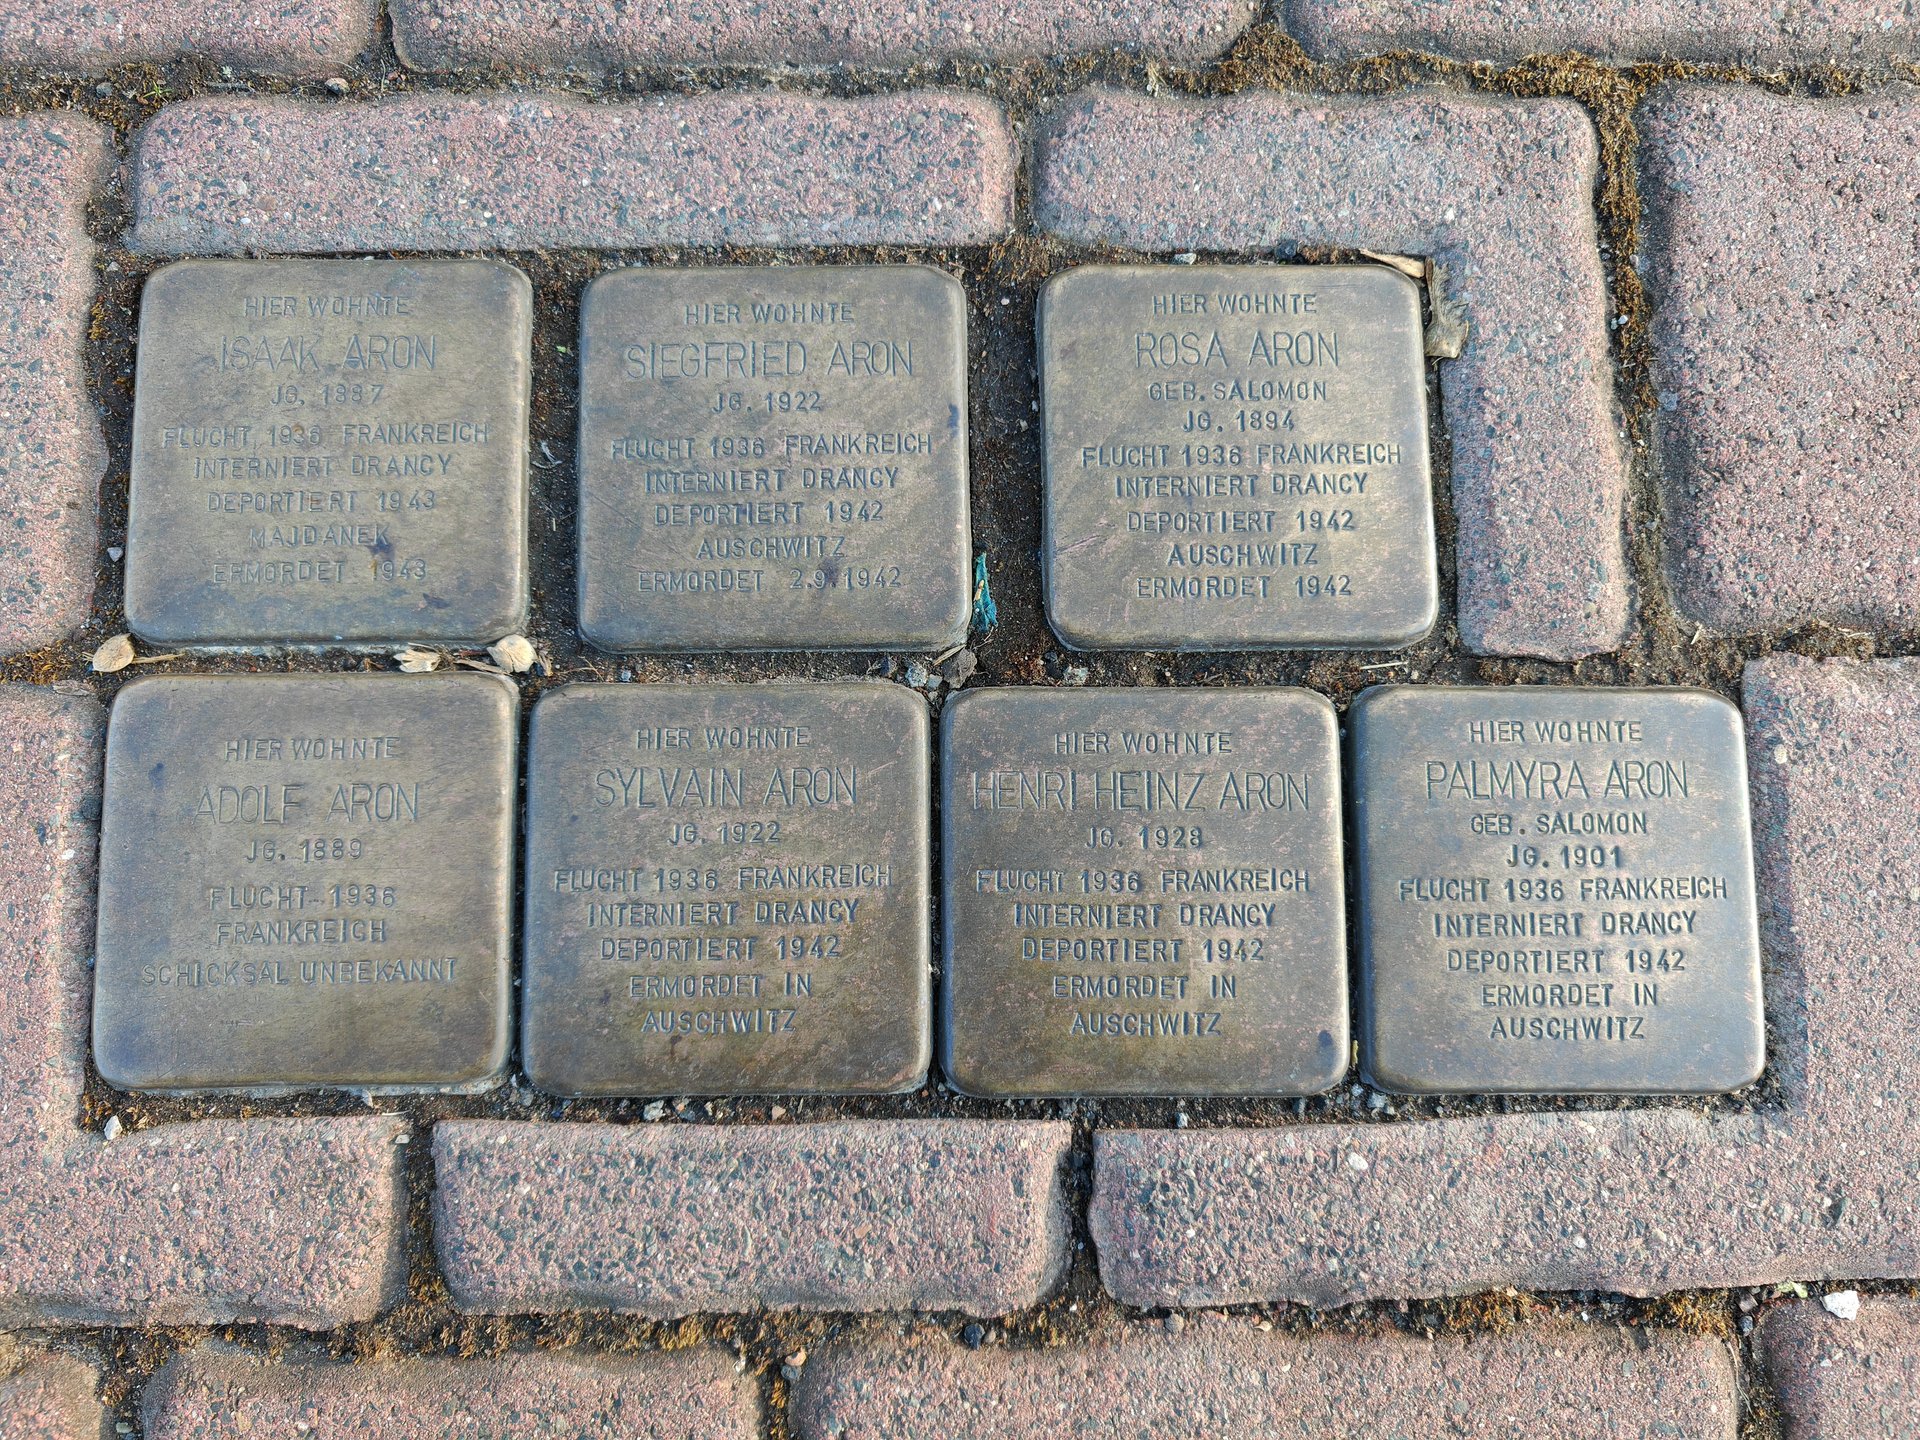 HIER WOHNTE
ISAAK ARON
JG. 1887
FLUCHT 1936 FRANKREICH
INTERNIERT DRANCY
DEPORTIERT 1943
MAJDANEK
ERMORDET 1943
HIER WOHNTE
SIEGFRIED ARON
JG. 1922
FLUCHT 1936 FRANKREICH
INTERNIERT DRANCY
DEPORTIERT 1942
AUSCHWITZ
ERMORDET 2.9.1942
HIER WOHNTE
ROSA ARON
GEB. SALOMON
JG. 1894
FLUCHT 1936 FRANKREICH
INTERNIERT DRANCY
DEPORTIERT 1942
AUSCHWITZ
ERMORDET 1942
HIER WOHNTE
ADOLF ARON
JG. 1889
FLUCHT 1936
FRANKREICH
SCHICKSAL UNBEKANNT
HIER WOHNTE
SYLVAIN ARON
JG. 1922
FLUCHT 1936 FRANKREICH
INTERNIERT DRANCY
DEPORTIERT 1942
ERMORDET IN
AUSCHWITZ
HIER WOHNTE
HENRI HEINZ ARON
JG. 1928
FLUCHT 1936 FRANKREICH
INTERNIERT DRANCY
DEPORTIERT 1942
ERMORDET IN
AUSCHWITZ
HIER WOHNTE
PALMYRA ARON
GEB. SALOMON
JG. 1901
FLUCHT 1936 FRANKREICH
INTERNIERT DRANCY
DEPORTIERT 1942
ERMORDET IN
AUSCHWITZ